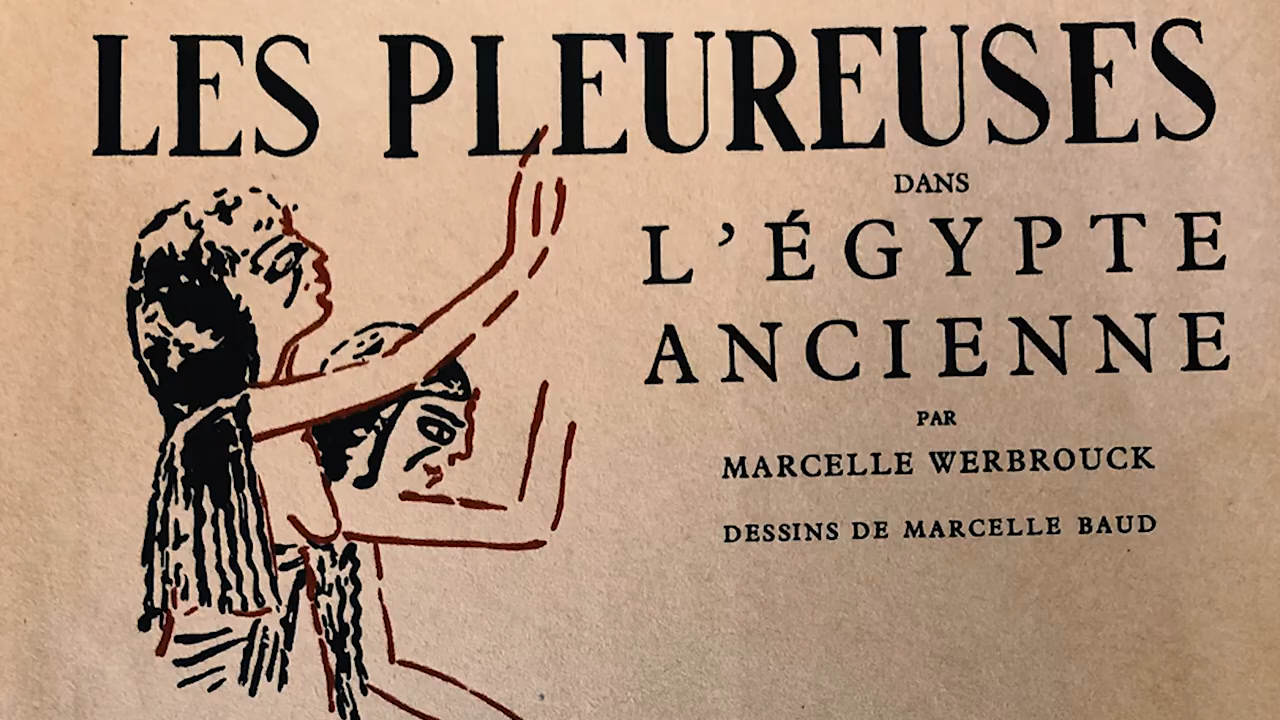 LES PLEUREUSES
DANS
L'ÉGYPTE
ANCIENNE
PAR
MARCELLE WERBROUCK
DESSINS DE MARCELLE BAUD